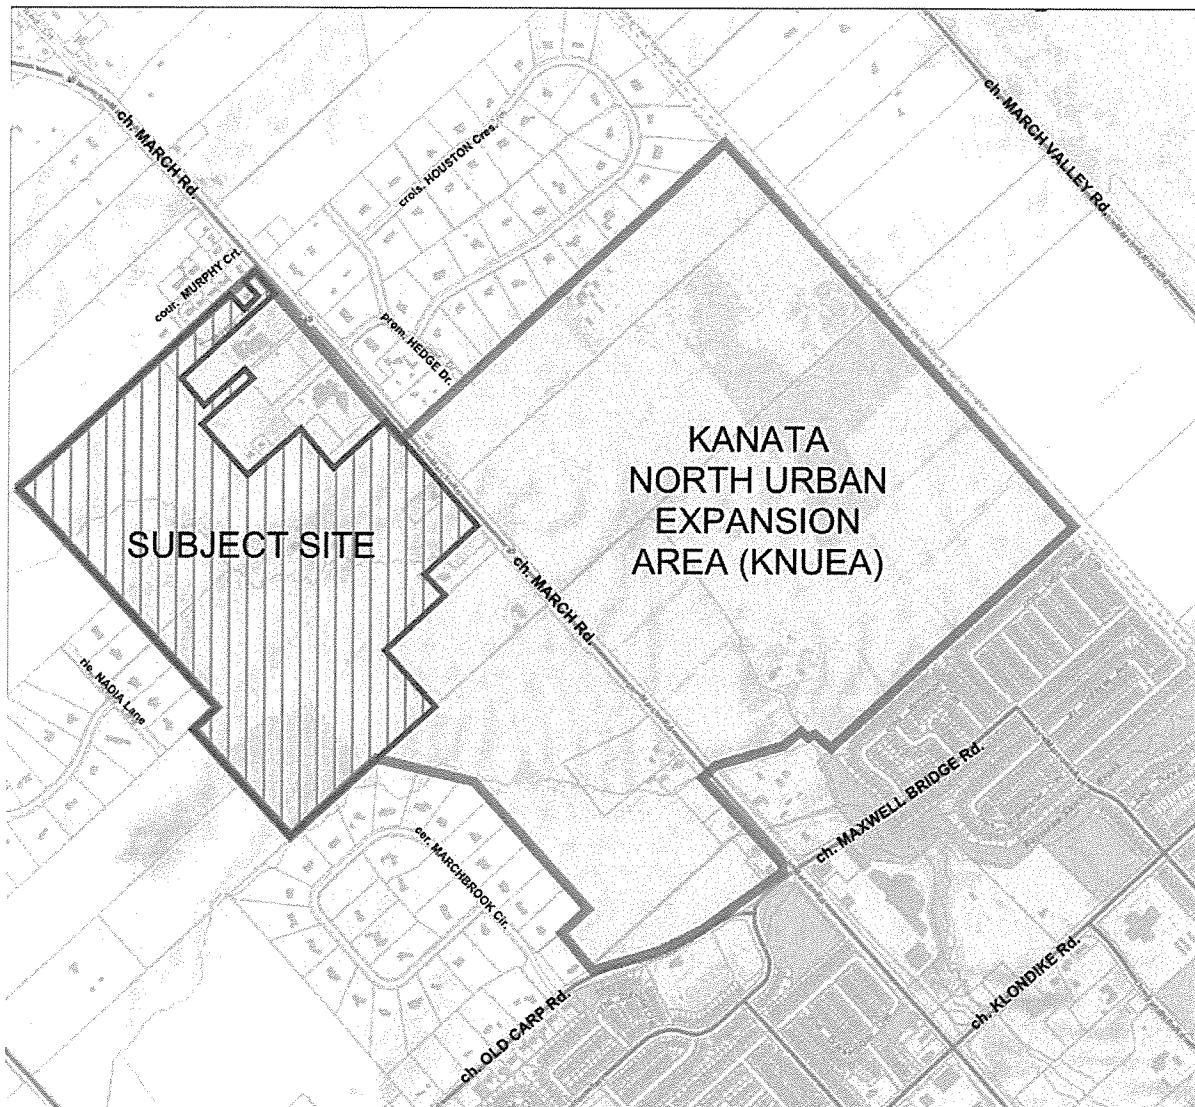 ch. MARCH Rd.
ch. MARCH VALLEY Rd.
crois. HOUSTON Cres.
cour. MURPHY Crt.
prom. HEDGE Dr.
KANATA
NORTH URBAN
EXPANSION
AREA (KNUEA)
SUBJECT SITE
ch. MARCH Rd.
rle. NADIA Lane
ch. MAXWELL BRIDGE Rd.
cer. MARCHBROOK Cir.
ch. KLONDIKE Rd.
ch. OLD CARP Rd.